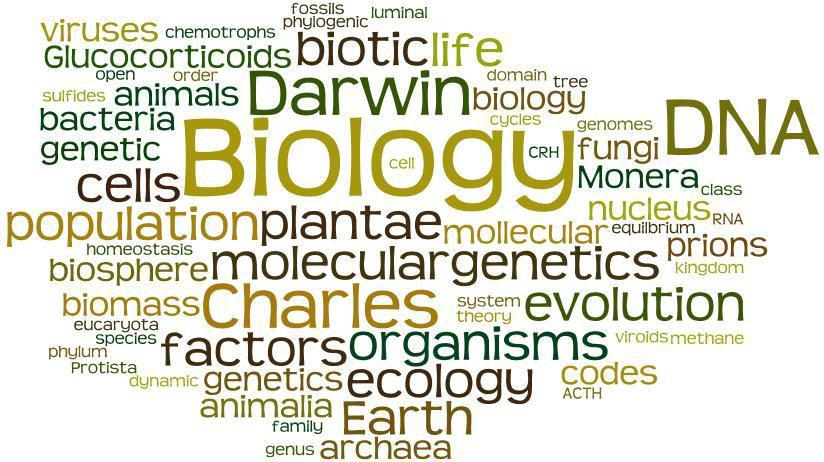 fossils luminal
viruses chemotrophs phylogenic
Glucocorticoids biotic life
open order domain tree
sulfides animals Darwin biology
bacteria cycles genomes DNA
genetic Biology cell CRH fungi
cells Monera class
population plantae mollecular nucleus RNA
equilbrium
homeostasis prions
biosphere moleculargenetics kingdom
biomass Charles system evolution
eucaryota theory
species factors organisms viroids methane
phylum
Protista dynamic genetics ecology codes
animalia ACTH
family Earth
genus archaea